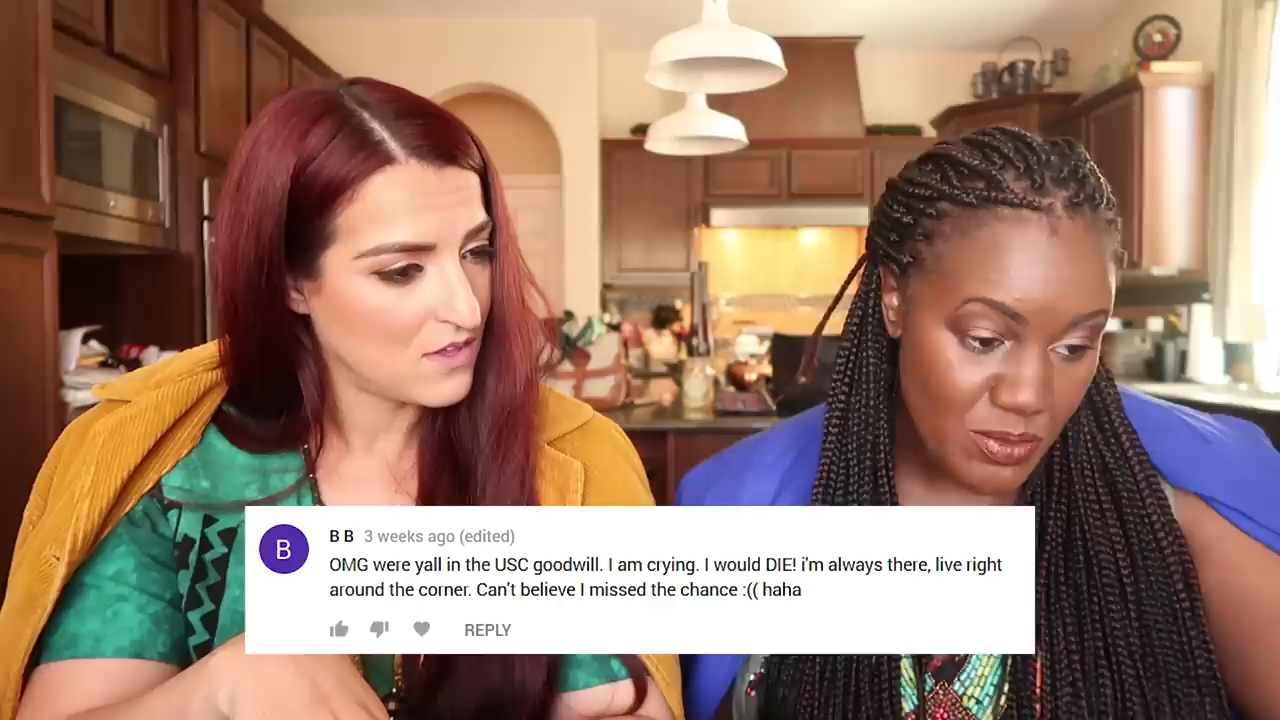 B
B B 3 weeks ago (edited)
OMG were yall in the USC goodwill. I am crying. I would DIE! i'm always there, live right
around the corner. Can't believe I missed the chance :(( haha
REPLY